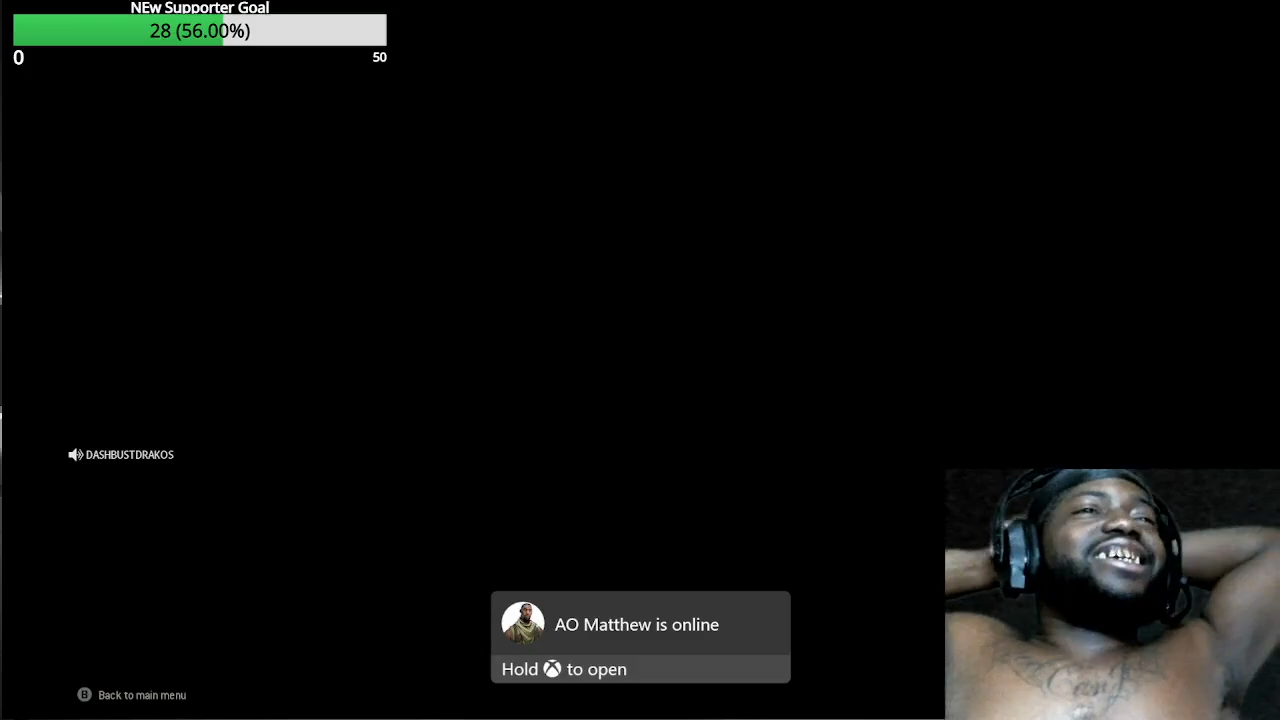 NEw Supporter Goal
28 (56.00%)
0
50
DASHBUSTDRAKOS
AO Matthew is online
Hold to open
B Back to main menu